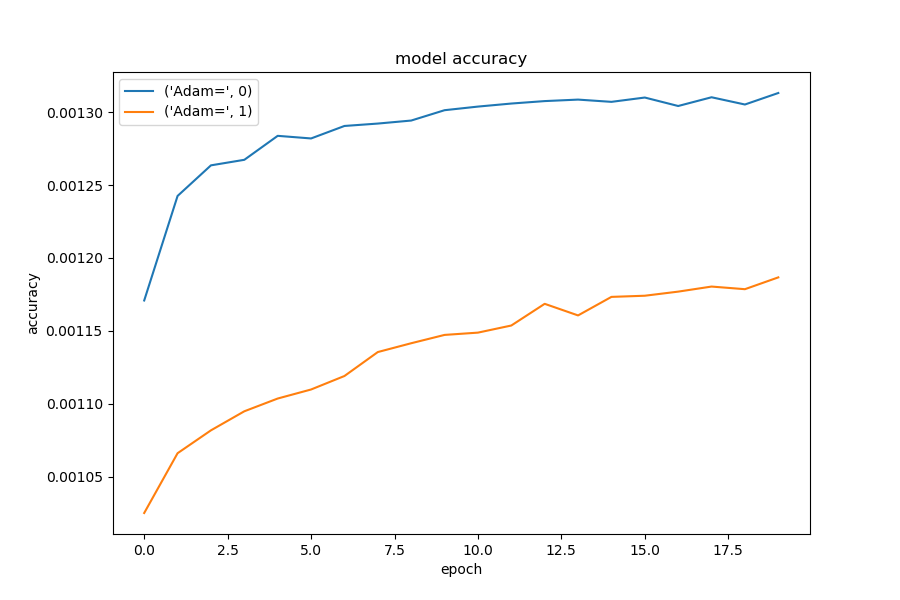 model accuracy
('Adam=', 0)
('Adam=', 1)
accuracy
0.00130
0.00125
0.00120
0.00115
0.00110
0.00105
0.0 2.5 5.0 7.5 10.0 12.5 15.0 17.5
epoch